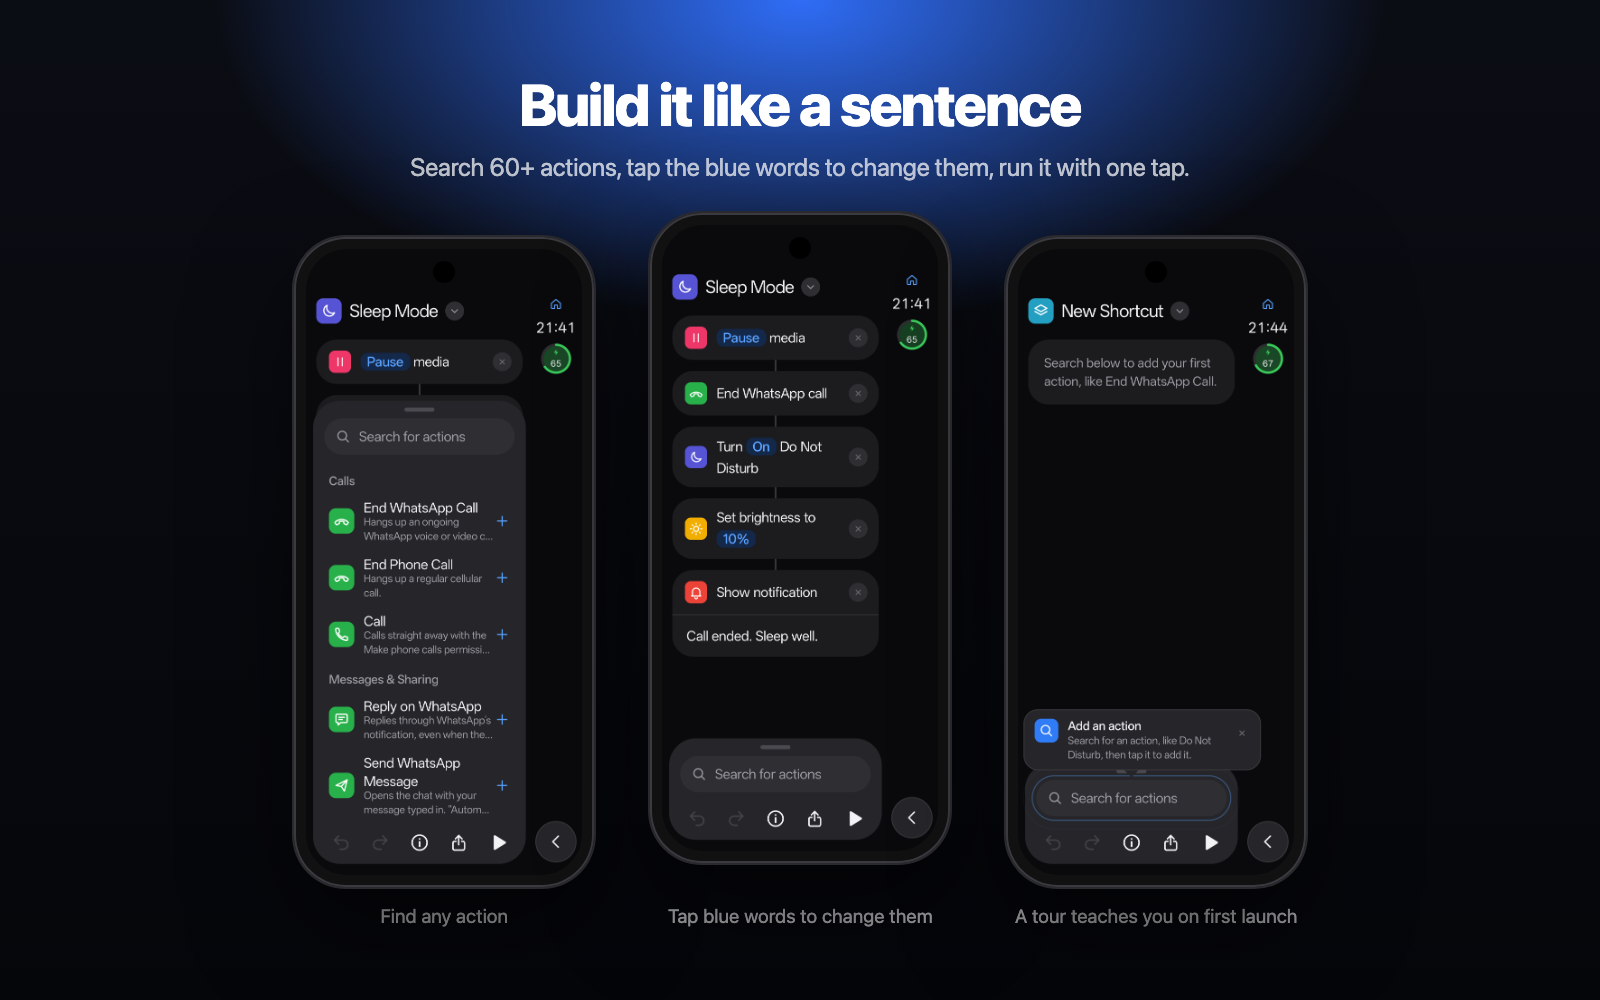 Build it like a sentence
Search 60+ actions, tap the blue words to change them, run it with one tap.
Sleep Mode
21:41
65
Pause media
Search for actions
Calls
End WhatsApp Call
Hangs up an ongoing
WhatsApp voice or video c...
End Phone Call
Hangs up a regular cellular
call.
Call
Calls straight away with the
Make phone calls permissi...
Messages & Sharing
Reply on WhatsApp
Replies through WhatsApp's
notification, even when the...
Send WhatsApp
Message
Opens the chat with your
message typed in. "Autom...
Find any action
Sleep Mode
21:41
65
Pause media
End WhatsApp call
Turn On Do Not
Disturb
Set brightness to
10%
Show notification
Call ended. Sleep well.
Search for actions
Tap blue words to change them
New Shortcut
21:44
67
Search below to add your first
action, like End WhatsApp Call.
Add an action
Search for an action, like Do Not
Disturb, then tap it to add it.
Search for actions
A tour teaches you on first launch